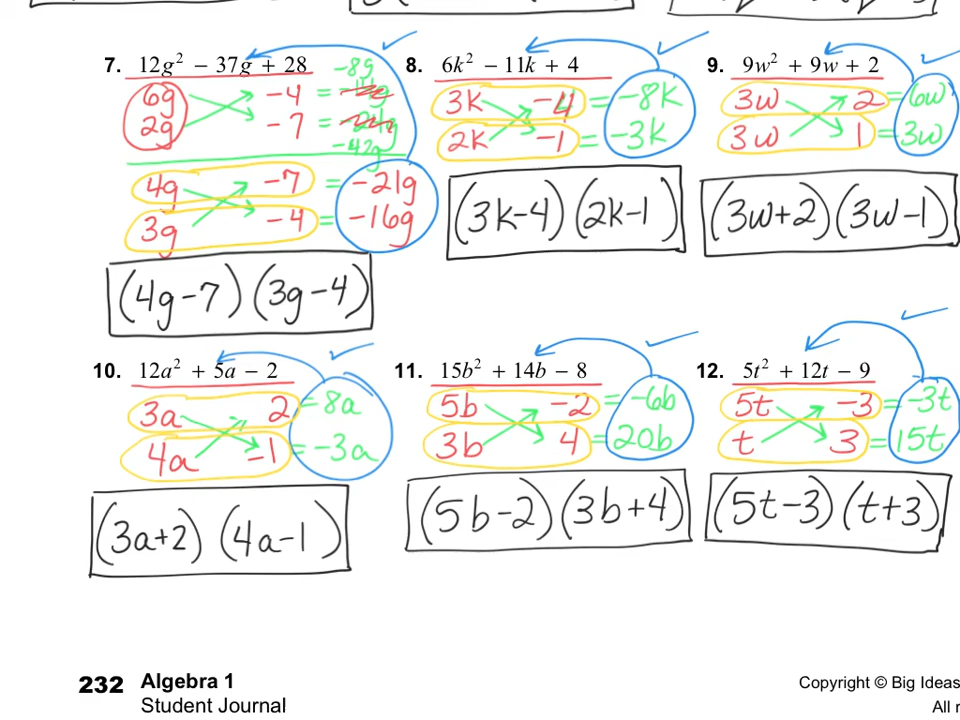 7. 12g² − 37g + 28
-8g
6g -4 =
2g -7 =
-42g
4g -7 = -21g
3g -4 = -16g
(4g-7) (3g-4)
8. 6k² − 11k + 4
3k -4 = -8k
2k -1 = -3k
(3k-4) (2k-1)
9. 9w² + 9w + 2
3w 2 = 6w
3w 1 = 3w
(3w+2) (3w-1)
10. 12a² + 5a − 2
3a 2 = 8a
4a -1 = -3a
(3a+2) (4a-1)
11. 15b² + 14b − 8
5b -2 = -6b
3b 4 = 20b
(5b-2) (3b+4)
12. 5t² + 12t − 9
5t -3 = -3t
t 3 = 15t
(5t-3) (t+3)
232 Algebra 1
Student Journal
Copyright © Big Ideas
All